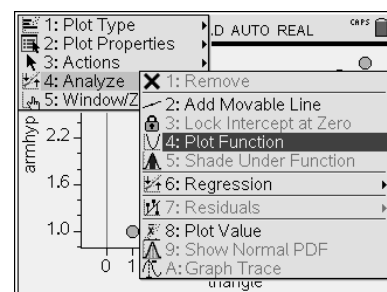 1: Plot Type
2: Plot Properties
3: Actions
4: Analyze
5: Window/Z
.D AUTO REAL
CAPS
1: Remove
2: Add Movable Line
3: Lock Intercept at Zero
4: Plot Function
5: Shade Under Function
6: Regression
7: Residuals
8: Plot Value
9: Show Normal PDF
A: Graph Trace
armhyd
2.2
1.6
1.0
0 1
triangle